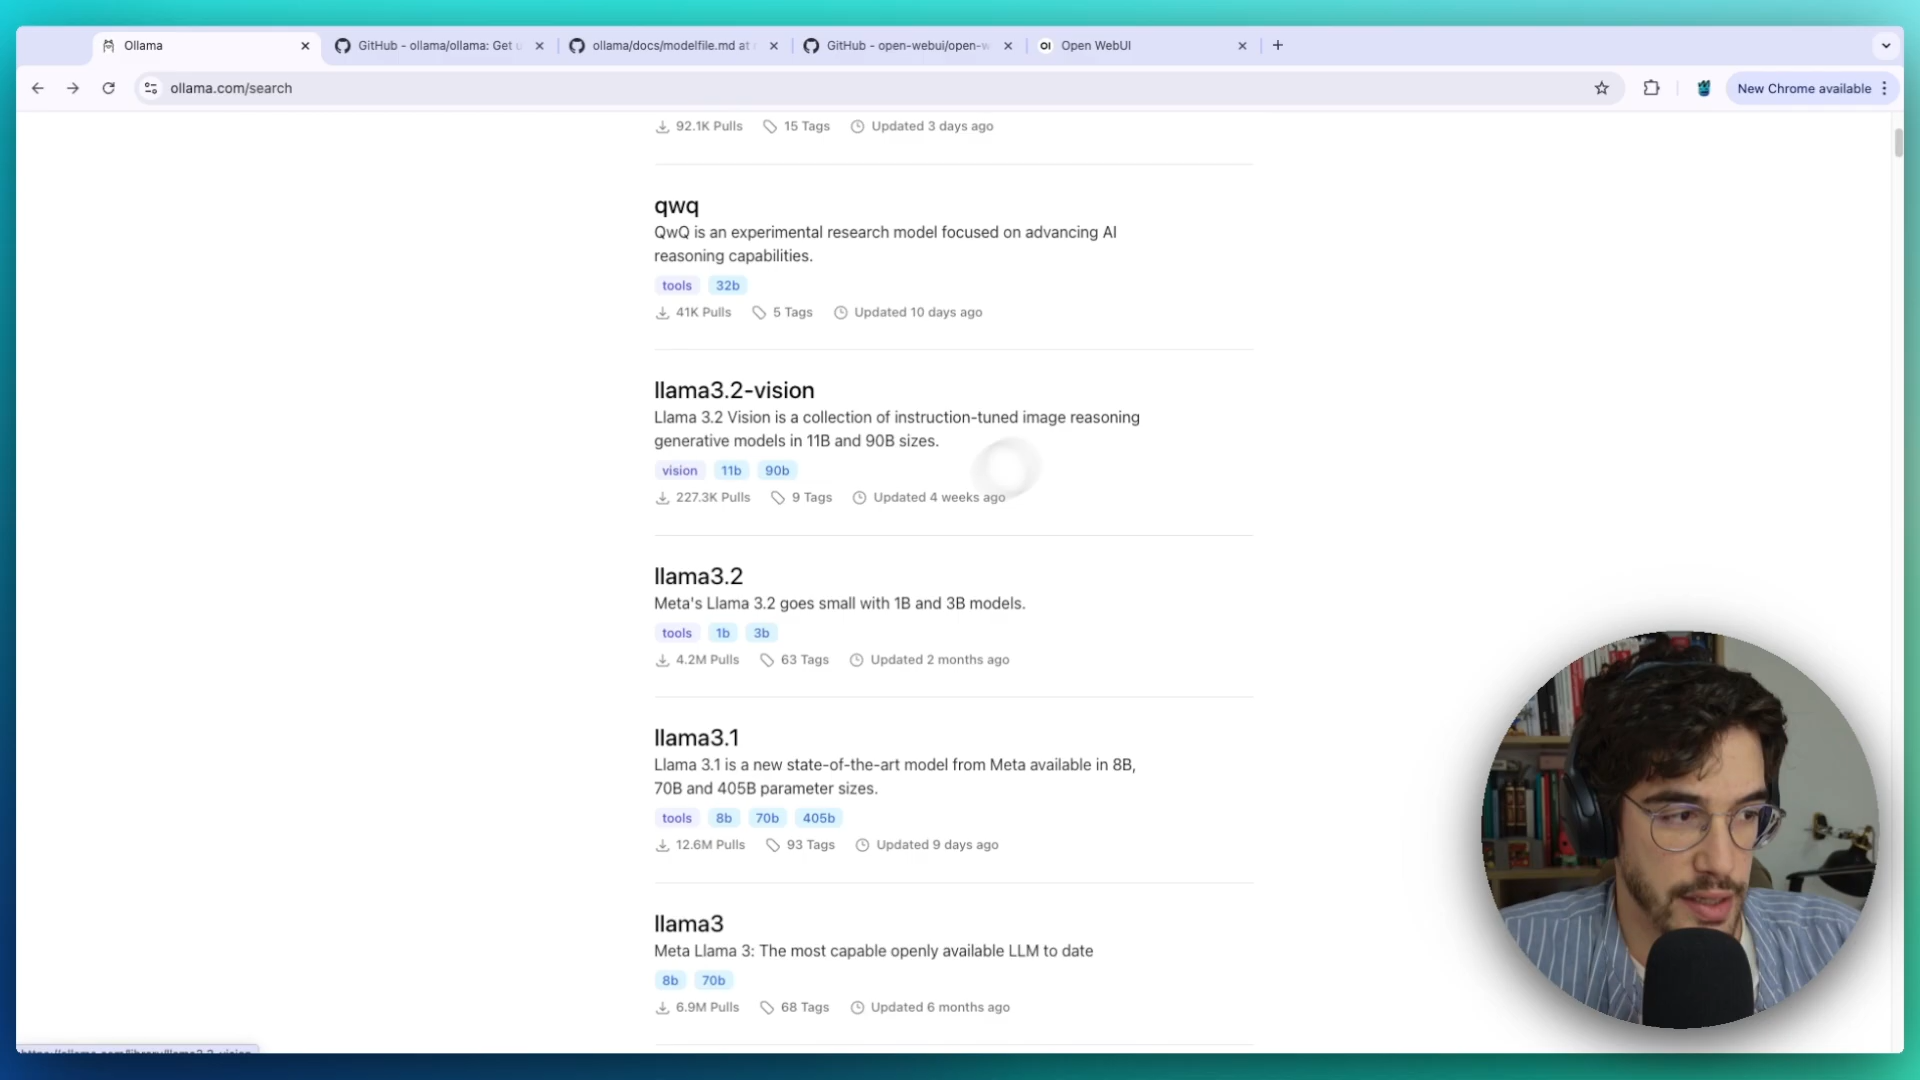 Ollama
GitHub - ollama/ollama: Get u
ollama/docs/modelfile.md at
GitHub - open-webui/open-w
OI Open WebUI
ollama.com/search
New Chrome available
92.1K Pulls 15 Tags Updated 3 days ago
qwq
QwQ is an experimental research model focused on advancing AI
reasoning capabilities.
tools 32b
41K Pulls 5 Tags Updated 10 days ago
llama3.2-vision
Llama 3.2 Vision is a collection of instruction-tuned image reasoning
generative models in 11B and 90B sizes.
vision 11b 90b
227.3K Pulls 9 Tags Updated 4 weeks ago
llama3.2
Meta's Llama 3.2 goes small with 1B and 3B models.
tools 1b 3b
4.2M Pulls 63 Tags Updated 2 months ago
llama3.1
Llama 3.1 is a new state-of-the-art model from Meta available in 8B,
70B and 405B parameter sizes.
tools 8b 70b 405b
12.6M Pulls 93 Tags Updated 9 days ago
llama3
Meta Llama 3: The most capable openly available LLM to date
8b 70b
6.9M Pulls 68 Tags Updated 6 months ago